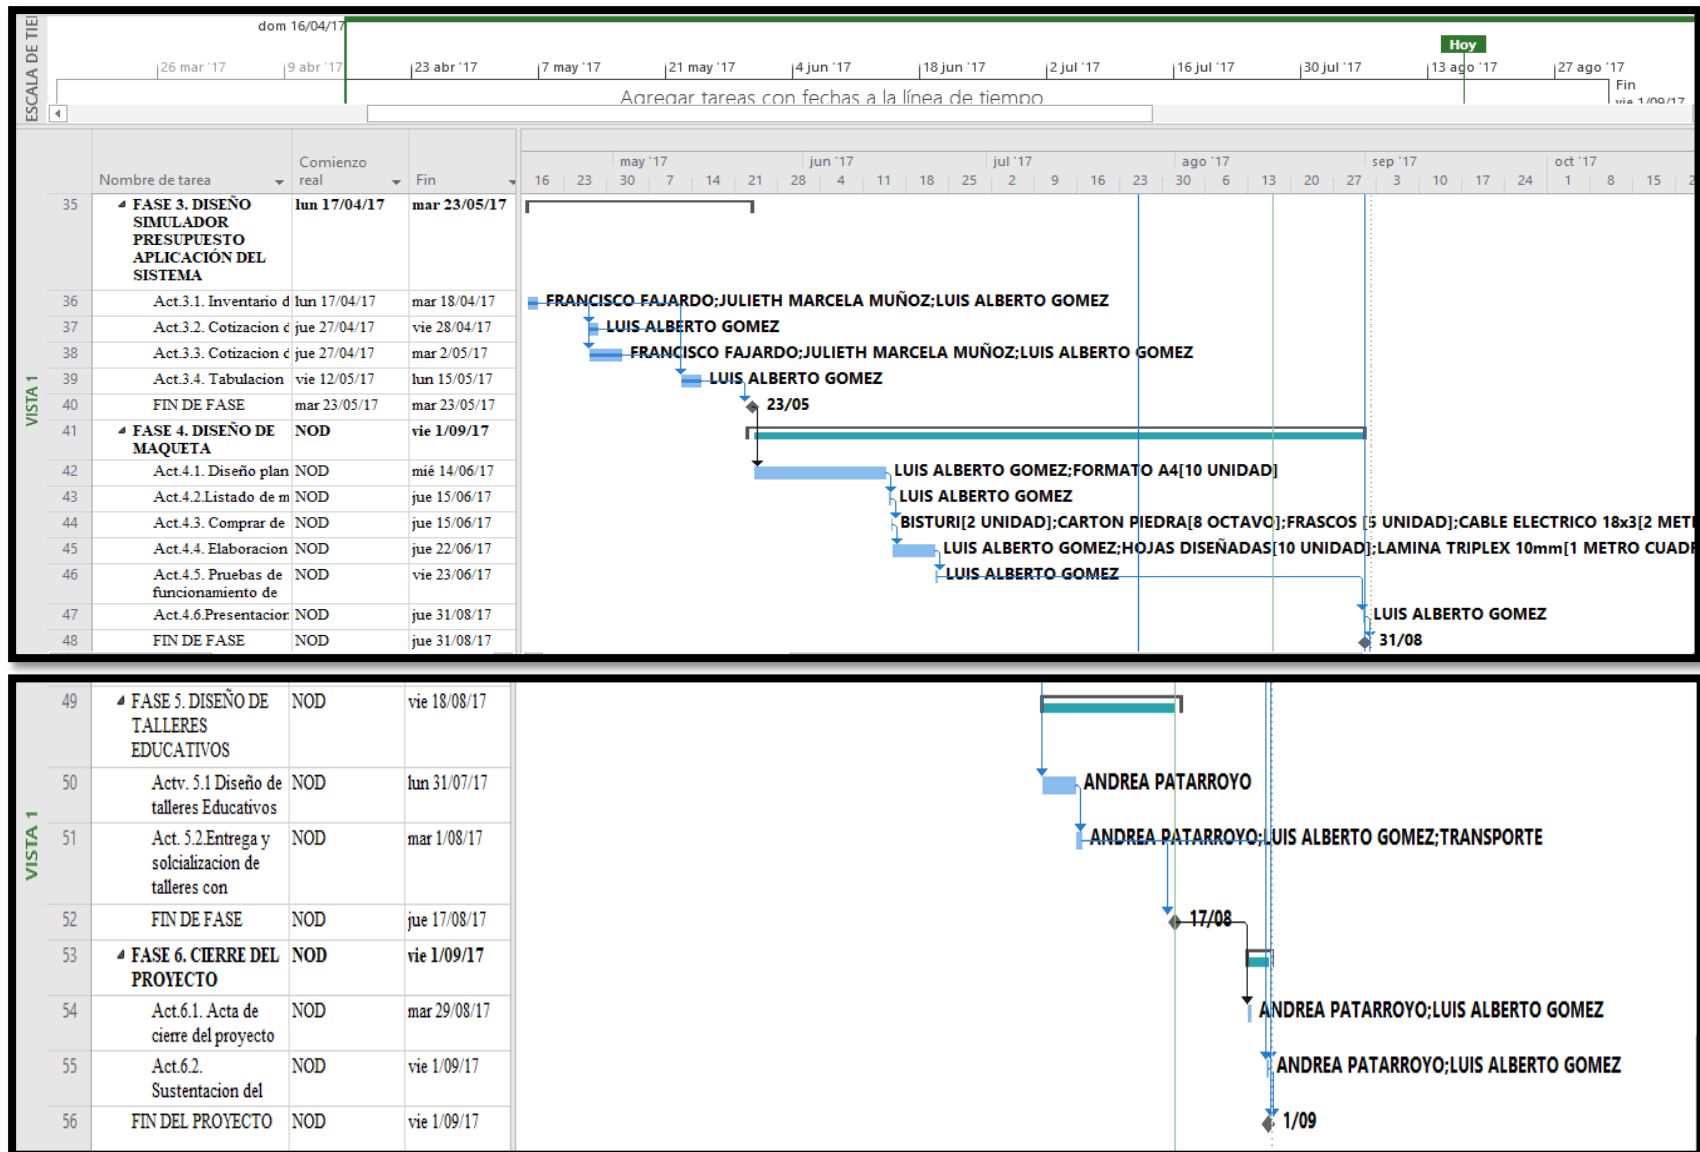 ESCALA DE TIE
dom 16/04/17
Hoy
26 mar '17 9 abr '17 23 abr '17 7 may '17 21 may '17 4 jun '17 18 jun '17 2 jul '17 16 jul '17 30 jul '17 13 ago '17 27 ago '17
Agregar tareas con fechas a la línea de tiempo
Fin
vie 1/09/17
may '17 jun '17 jul '17 ago '17 sep '17 oct '17
Nombre de tarea Comienzo real Fin
16 23 30 7 14 21 28 4 11 18 25 2 9 16 23 30 6 13 20 27 3 10 17 24 1 8 15 2
VISTA 1
35 FASE 3. DISEÑO lun 17/04/17 mar 23/05/17
SIMULADOR
PRESUPUESTO
APLICACIÓN DEL
SISTEMA
36 Act.3.1. Inventario d lun 17/04/17 mar 18/04/17 FRANCISCO FAJARDO;JULIETH MARCELA MUÑOZ;LUIS ALBERTO GOMEZ
37 Act.3.2. Cotizacion d jue 27/04/17 vie 28/04/17 LUIS ALBERTO GOMEZ
38 Act.3.3. Cotizacion d jue 27/04/17 mar 2/05/17 FRANCISCO FAJARDO;JULIETH MARCELA MUÑOZ;LUIS ALBERTO GOMEZ
39 Act.3.4. Tabulacion vie 12/05/17 lun 15/05/17 LUIS ALBERTO GOMEZ
40 FIN DE FASE mar 23/05/17 mar 23/05/17 23/05
41 FASE 4. DISEÑO DE NOD vie 1/09/17
MAQUETA
42 Act.4.1. Diseño plan NOD mié 14/06/17 LUIS ALBERTO GOMEZ;FORMATO A4[10 UNIDAD]
43 Act.4.2.Listado de m NOD jue 15/06/17 LUIS ALBERTO GOMEZ
44 Act.4.3. Comprar de NOD jue 15/06/17 BISTURI[2 UNIDAD];CARTON PIEDRA[8 OCTAVO];FRASCOS [5 UNIDAD];CABLE ELECTRICO 18x3[2 METI
45 Act.4.4. Elaboracion NOD jue 22/06/17 LUIS ALBERTO GOMEZ;HOJAS DISEÑADAS[10 UNIDAD];LAMINA TRIPLEX 10mm[1 METRO CUADR
46 Act.4.5. Pruebas de NOD vie 23/06/17 LUIS ALBERTO GOMEZ
funcionamiento de
47 Act.4.6.Presentacion NOD jue 31/08/17 LUIS ALBERTO GOMEZ
48 FIN DE FASE NOD jue 31/08/17 31/08
VISTA 1
49 FASE 5. DISEÑO DE NOD vie 18/08/17
TALLERES
EDUCATIVOS
50 Actv. 5.1 Diseño de NOD lun 31/07/17 ANDREA PATARROYO
talleres Educativos
51 Act. 5.2.Entrega y NOD mar 1/08/17 ANDREA PATARROYO;LUIS ALBERTO GOMEZ;TRANSPORTE
solcializacion de
talleres con
52 FIN DE FASE NOD jue 17/08/17 17/08
53 FASE 6. CIERRE DEL NOD vie 1/09/17
PROYECTO
54 Act.6.1. Acta de NOD mar 29/08/17 ANDREA PATARROYO;LUIS ALBERTO GOMEZ
cierre del proyecto
55 Act.6.2. NOD vie 1/09/17 ANDREA PATARROYO;LUIS ALBERTO GOMEZ
Sustentacion del
56 FIN DEL PROYECTO NOD vie 1/09/17 1/09